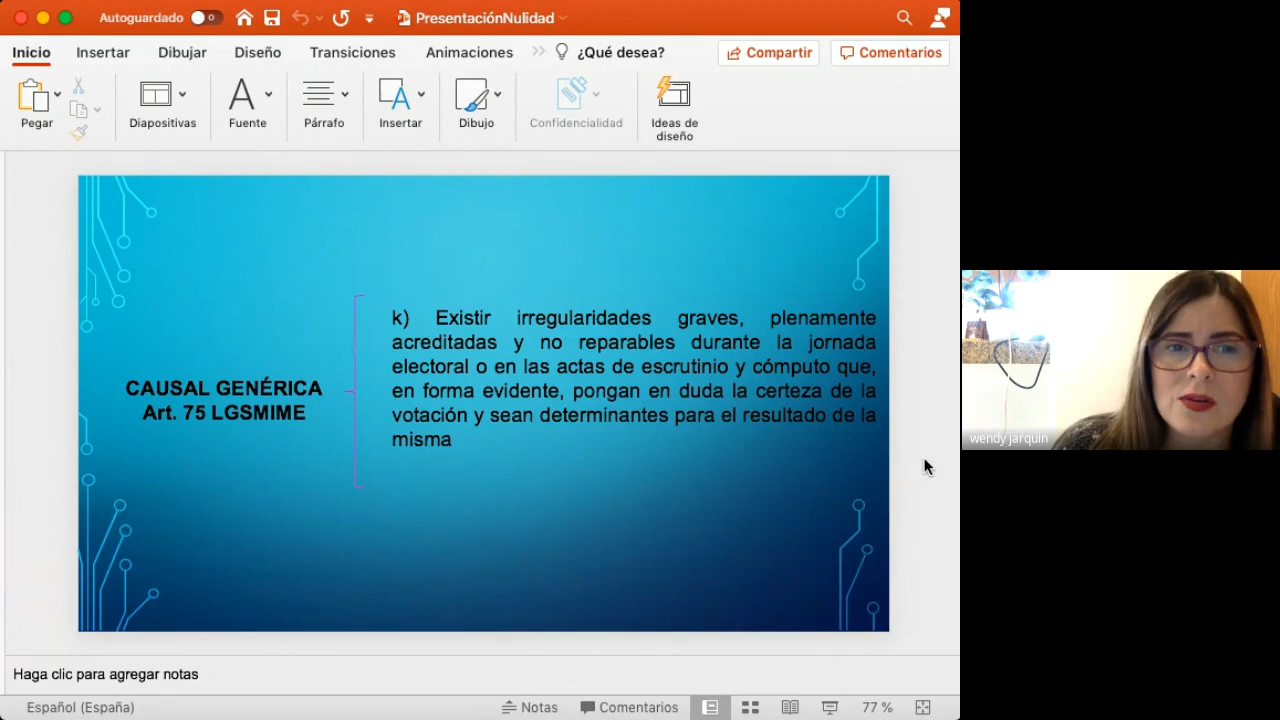 Autoguardado
PresentaciónNulidad
Inicio Insertar Dibujar Diseño Transiciones Animaciones ¿Qué desea? Compartir Comentarios
Pegar Diapositivas Fuente Párrafo Insertar Dibujo Confidencialidad Ideas de
diseño
CAUSAL GENÉRICA
Art. 75 LGSMIME
k) Existir irregularidades graves, plenamente
acreditadas y no reparables durante la jornada
electoral o en las actas de escrutinio y cómputo que,
en forma evidente, pongan en duda la certeza de la
votación y sean determinantes para el resultado de la
misma
wendy jarquin
Haga clic para agregar notas
Español (España) Notas Comentarios 77 %